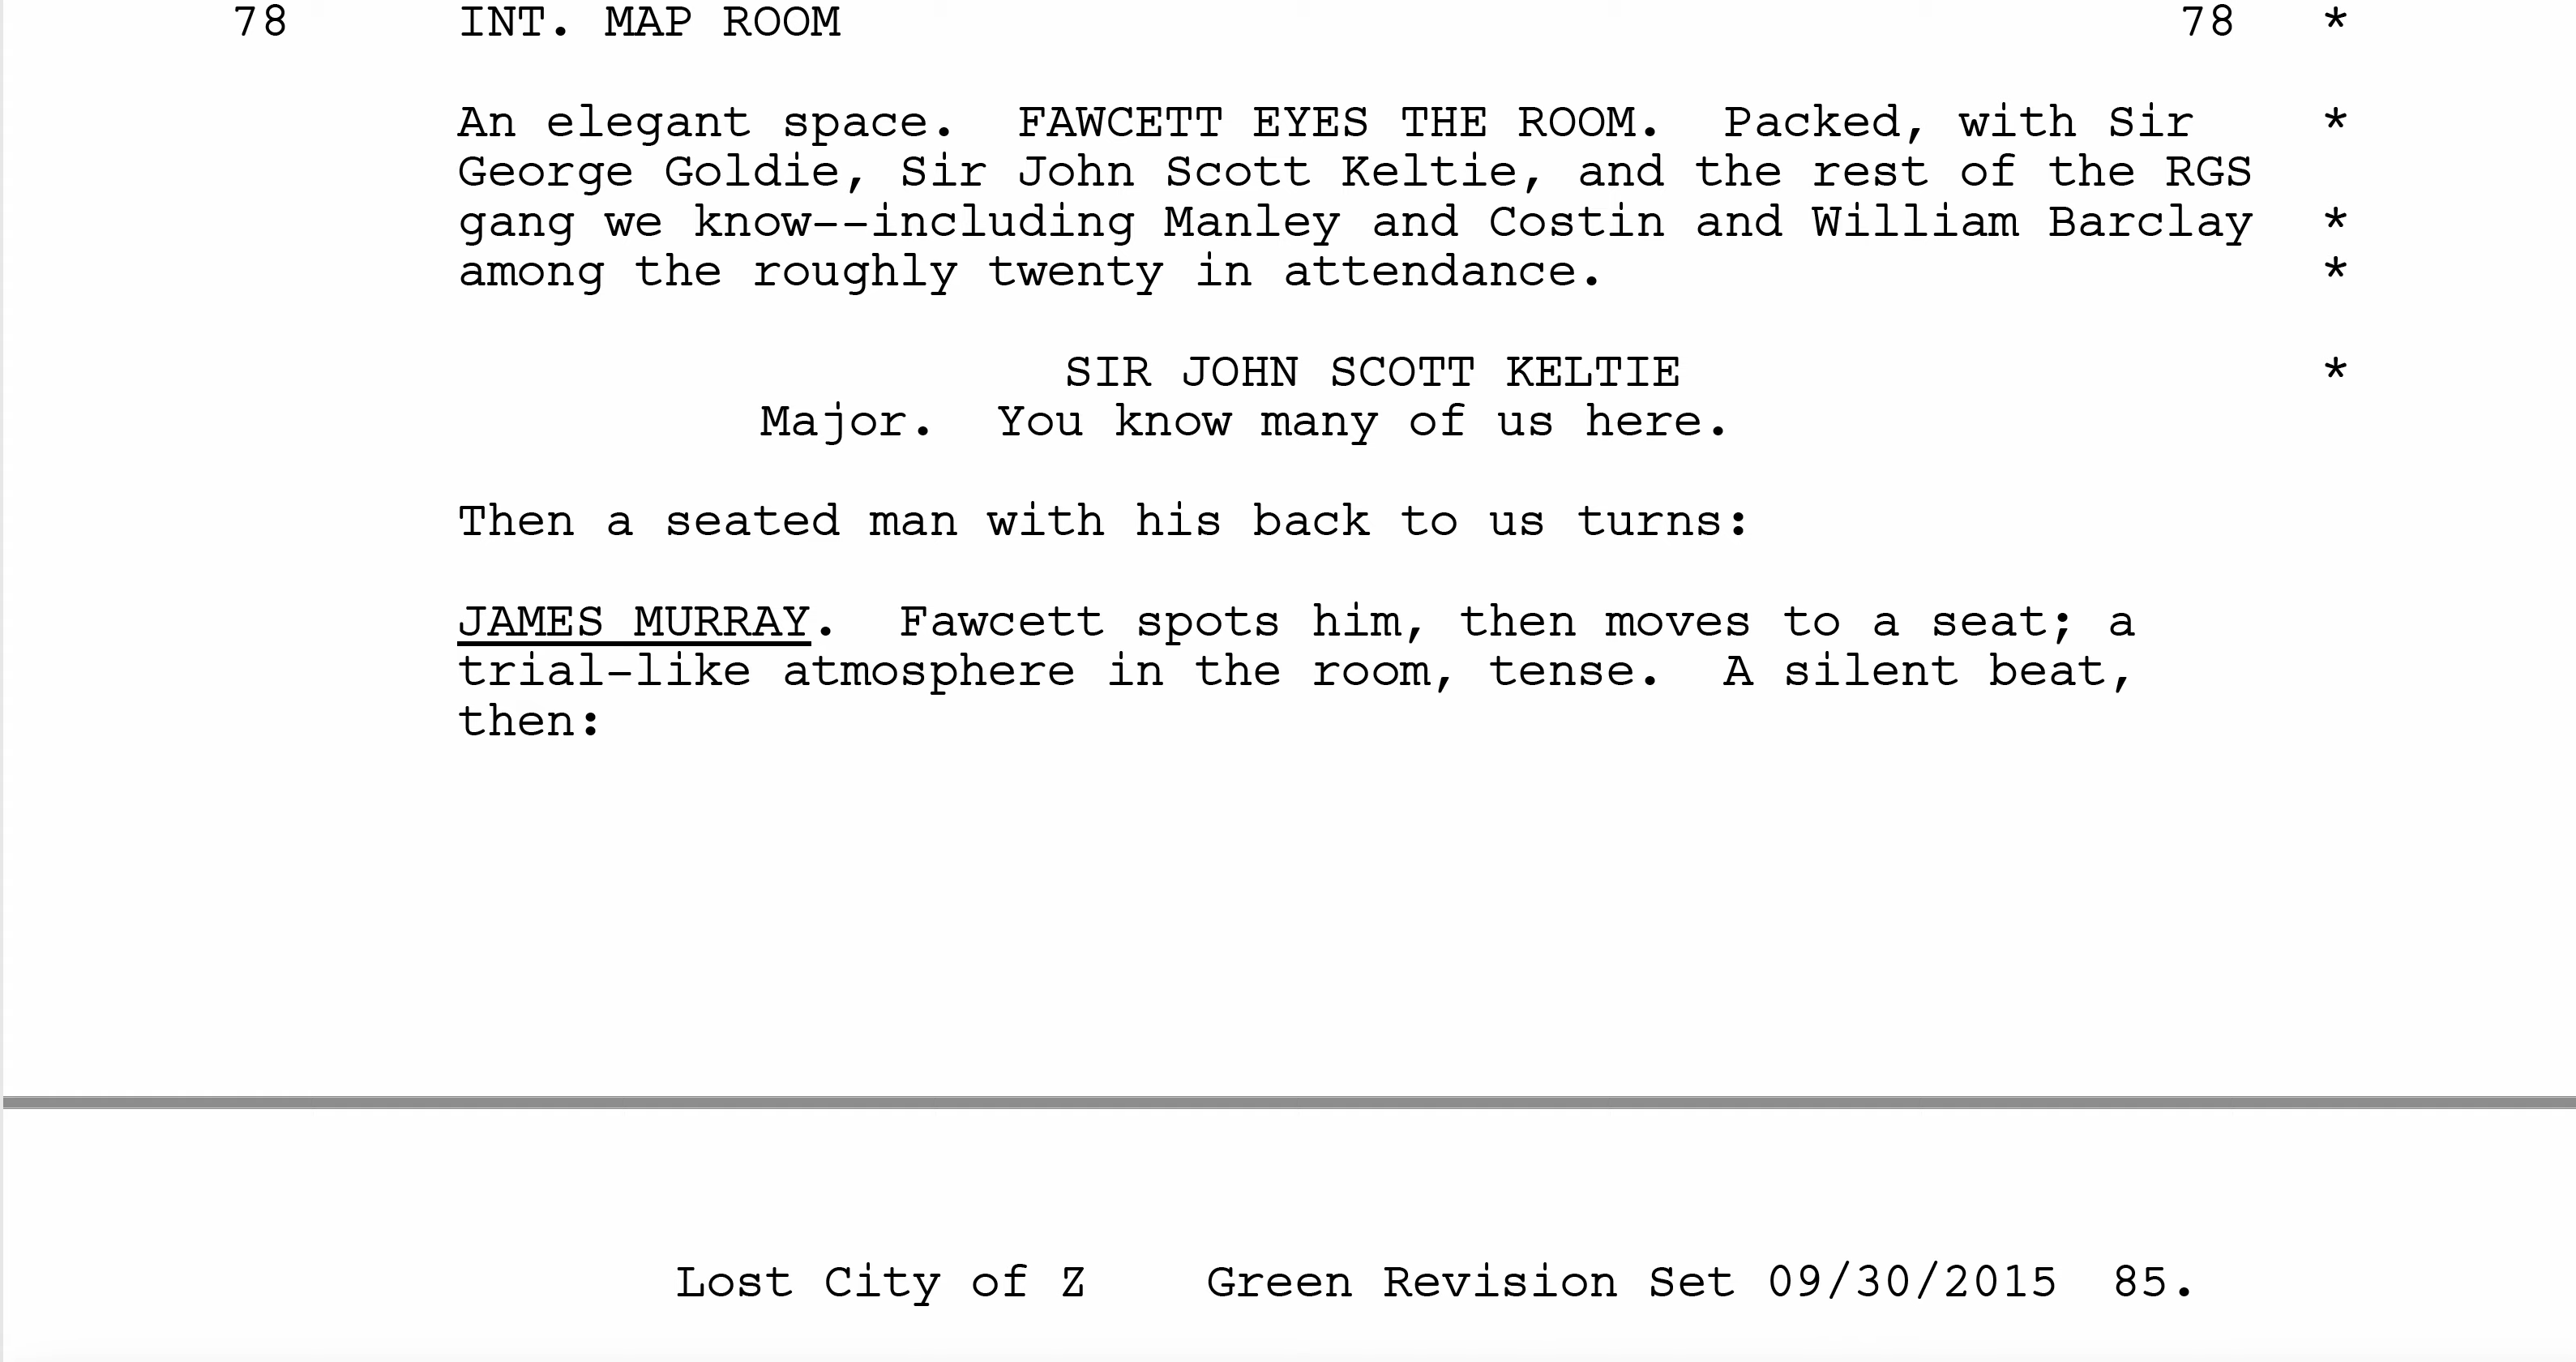 78 INT. MAP ROOM 78 *
An elegant space.  FAWCETT EYES THE ROOM.  Packed, with Sir *
George Goldie, Sir John Scott Keltie, and the rest of the RGS
gang we know--including Manley and Costin and William Barclay *
among the roughly twenty in attendance. *
SIR JOHN SCOTT KELTIE *
Major.  You know many of us here.
Then a seated man with his back to us turns:
JAMES MURRAY.  Fawcett spots him, then moves to a seat; a
trial-like atmosphere in the room, tense.  A silent beat,
then:
Lost City of Z    Green Revision Set 09/30/2015  85.